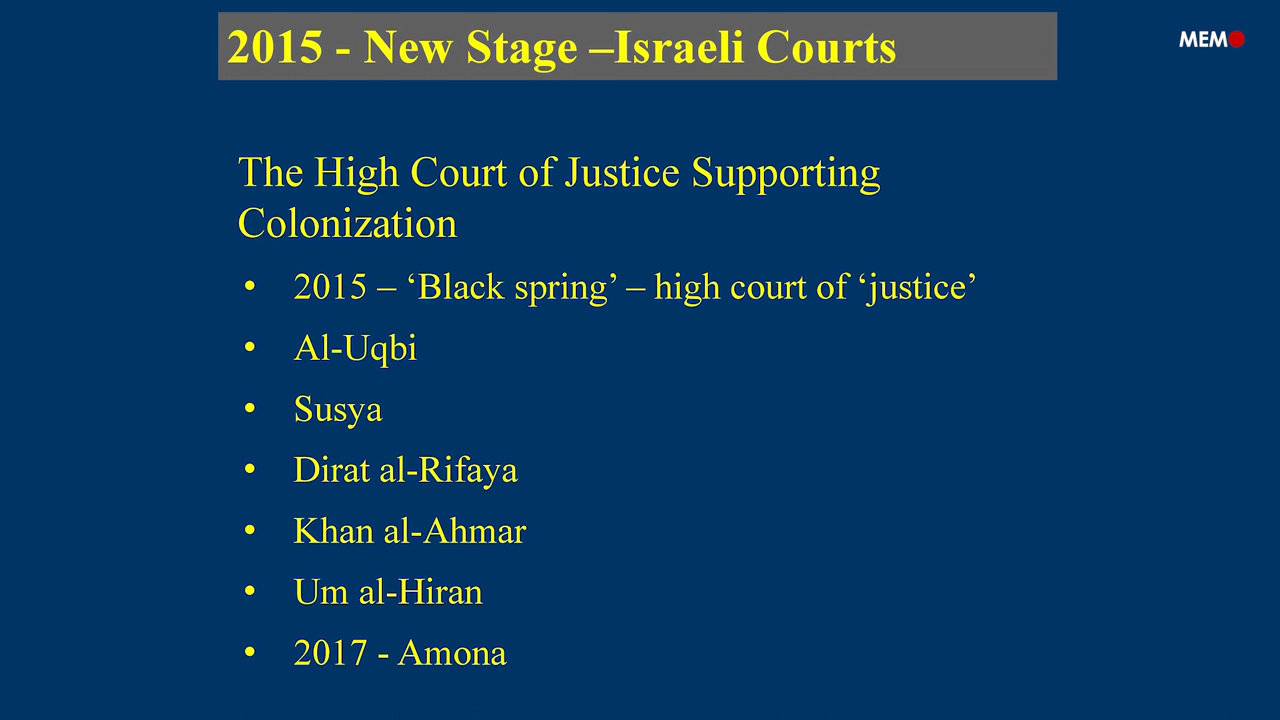 2015 - New Stage –Israeli Courts
MEMO
The High Court of Justice Supporting
Colonization
• 2015 – ‘Black spring’ – high court of ‘justice’
• Al-Uqbi
• Susya
• Dirat al-Rifaya
• Khan al-Ahmar
• Um al-Hiran
• 2017 - Amona